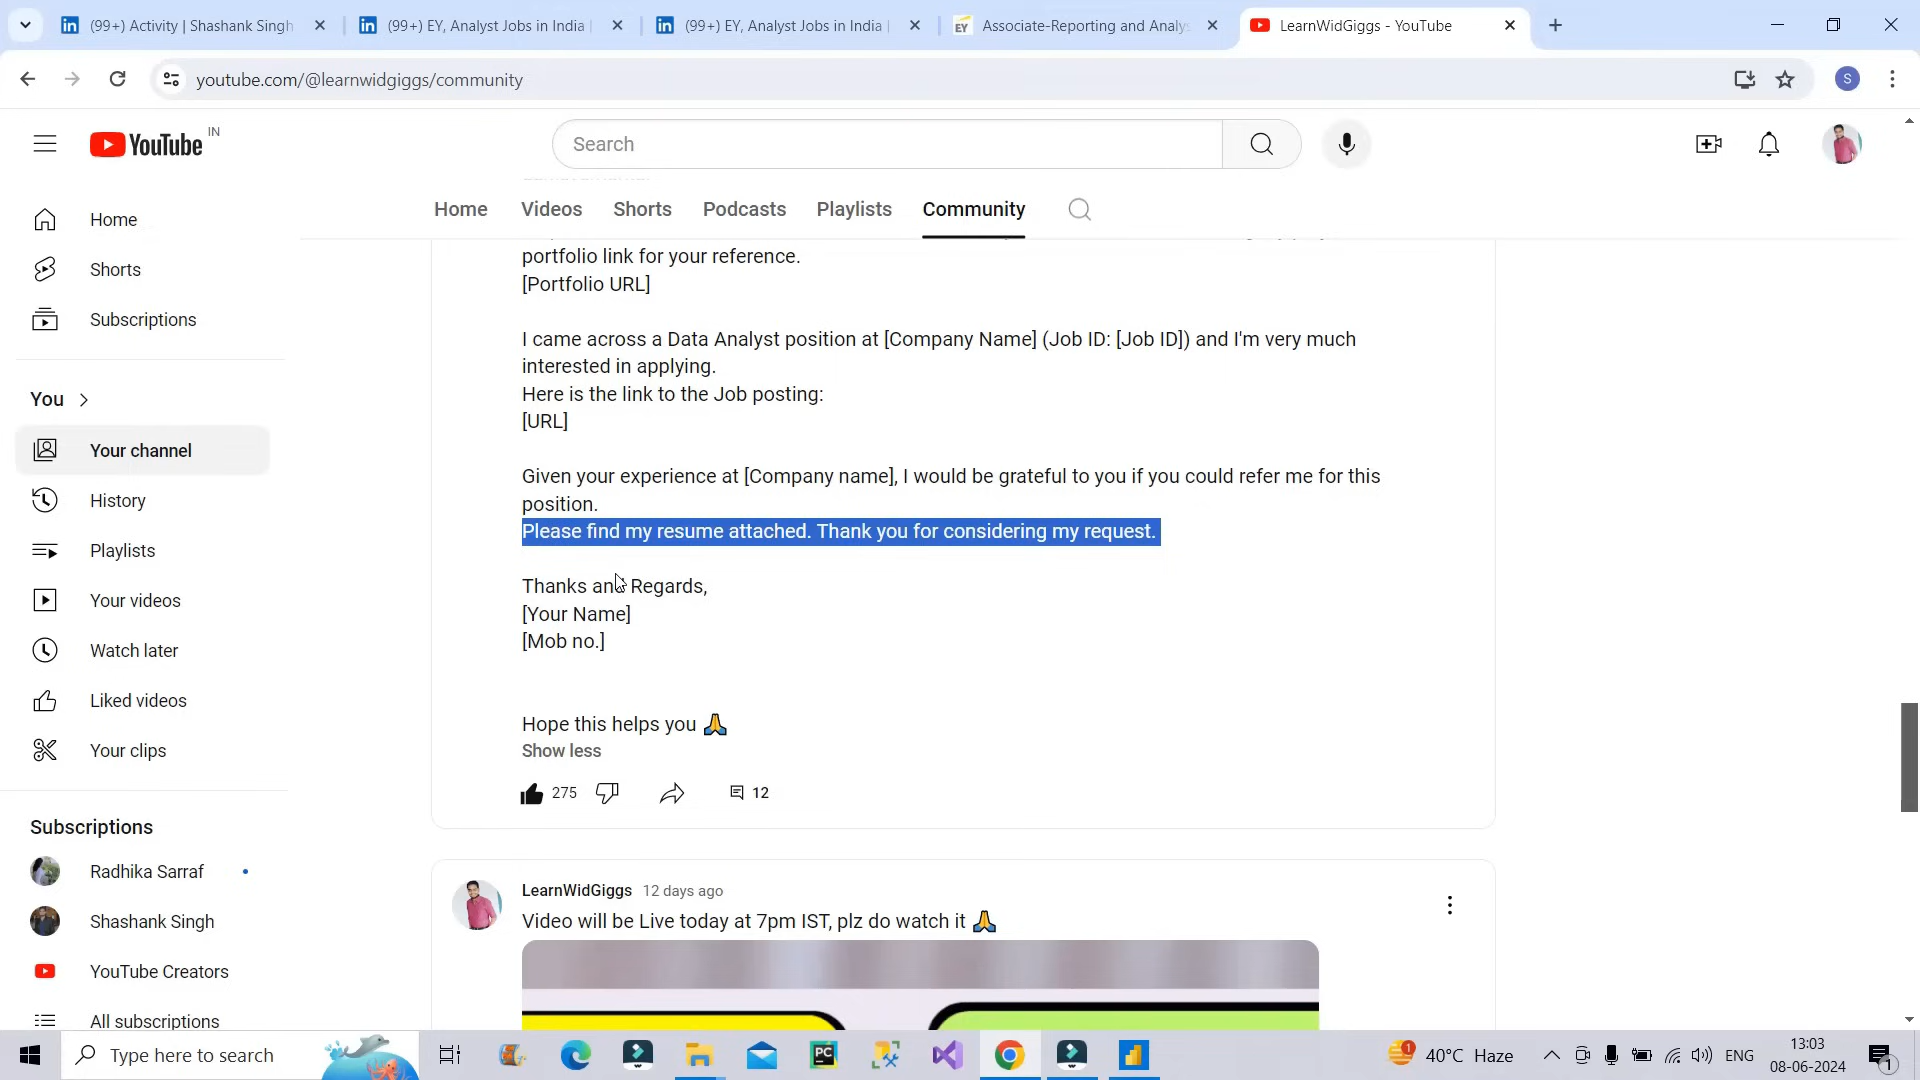 (99+) Activity | Shashank Singh
(99+) EY, Analyst Jobs in India |
(99+) EY, Analyst Jobs in India |
EY
Associate-Reporting and Analys
LearnWidGiggs - YouTube
youtube.com/@learnwidgiggs/community
S
YouTube
IN
Search
Home
Videos
Shorts
Podcasts
Playlists
Community
Home
Shorts
Subscriptions
You
Your channel
History
Playlists
Your videos
Watch later
Liked videos
Your clips
Subscriptions
Radhika Sarraf
Shashank Singh
YouTube Creators
All subscriptions
portfolio link for your reference.
[Portfolio URL]
I came across a Data Analyst position at [Company Name] (Job ID: [Job ID]) and I'm very much
interested in applying.
Here is the link to the Job posting:
[URL]
Given your experience at [Company name], I would be grateful to you if you could refer me for this
position.
Please find my resume attached. Thank you for considering my request.
Thanks and Regards,
[Your Name]
[Mob no.]
Hope this helps you 🙏
Show less
275
12
LearnWidGiggs 12 days ago
Video will be Live today at 7pm IST, plz do watch it 🙏
Type here to search
PC
1
40°C Haze
ENG
13:03
08-06-2024
1